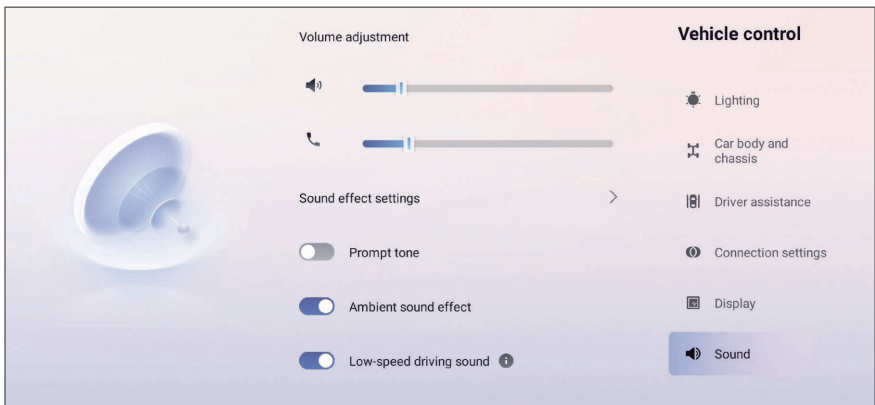 Volume adjustment
Sound effect settings
Prompt tone
Ambient sound effect
Low-speed driving sound
Vehicle control
Lighting
Car body and
chassis
Driver assistance
Connection settings
Display
Sound